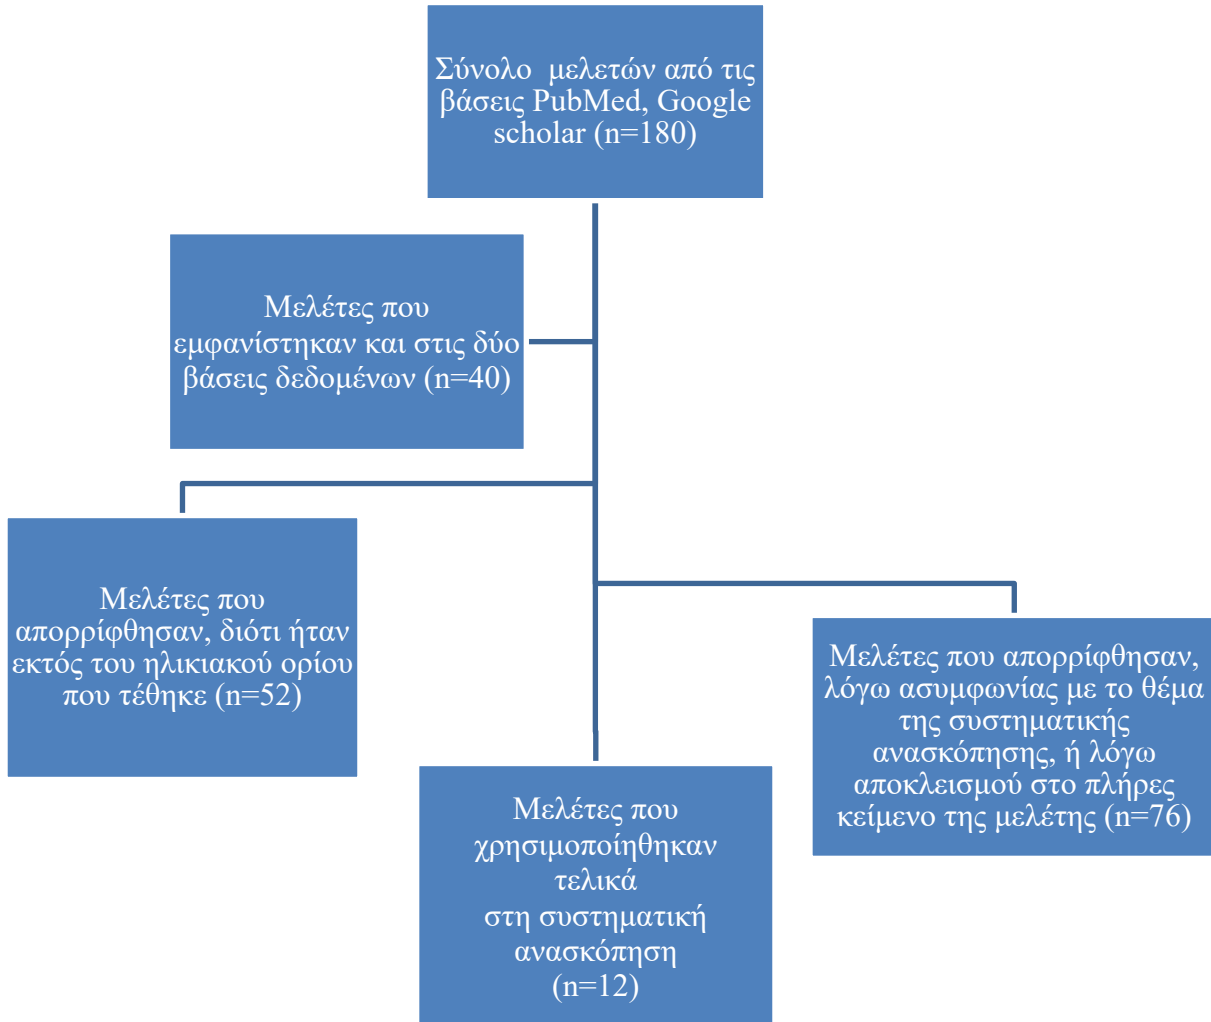 Σύνολο  μελετών από τις
βάσεις PubMed, Google
scholar (n=180)
Μελέτες που
εμφανίστηκαν και στις δύο
βάσεις δεδομένων (n=40)
Μελέτες που
απορρίφθησαν, διότι ήταν
εκτός του ηλικιακού ορίου
που τέθηκε (n=52)
Μελέτες που απορρίφθησαν,
λόγω ασυμφωνίας με το θέμα
της συστηματικής
ανασκόπησης, ή λόγω
αποκλεισμού στο πλήρες
κείμενο της μελέτης (n=76)
Μελέτες που
χρησιμοποίηθηκαν
τελικά
στη συστηματική
ανασκόπηση
(n=12)